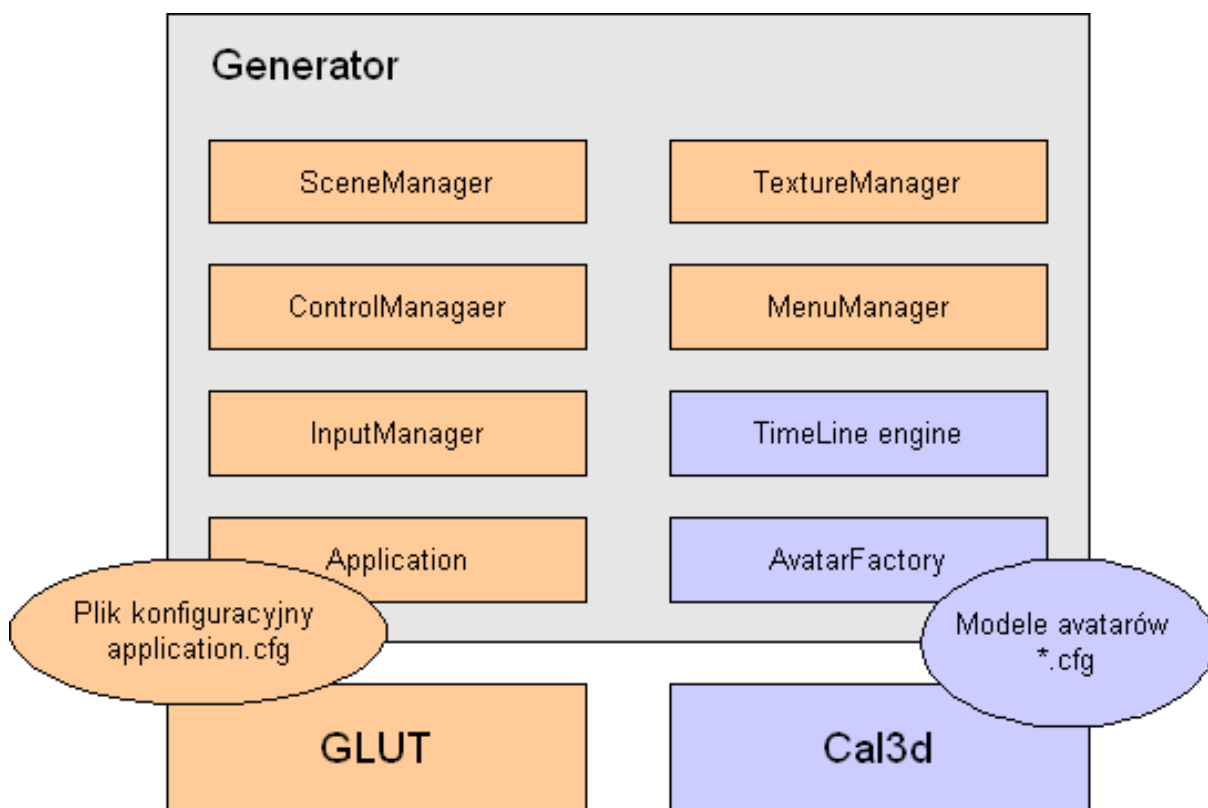 Generator
SceneManager
TextureManager
ControlManagaer
MenuManager
InputManager
TimeLine engine
Application
AvatarFactory
Plik konfiguracyjny
application.cfg
Modele avatarów
*.cfg
GLUT
Cal3d